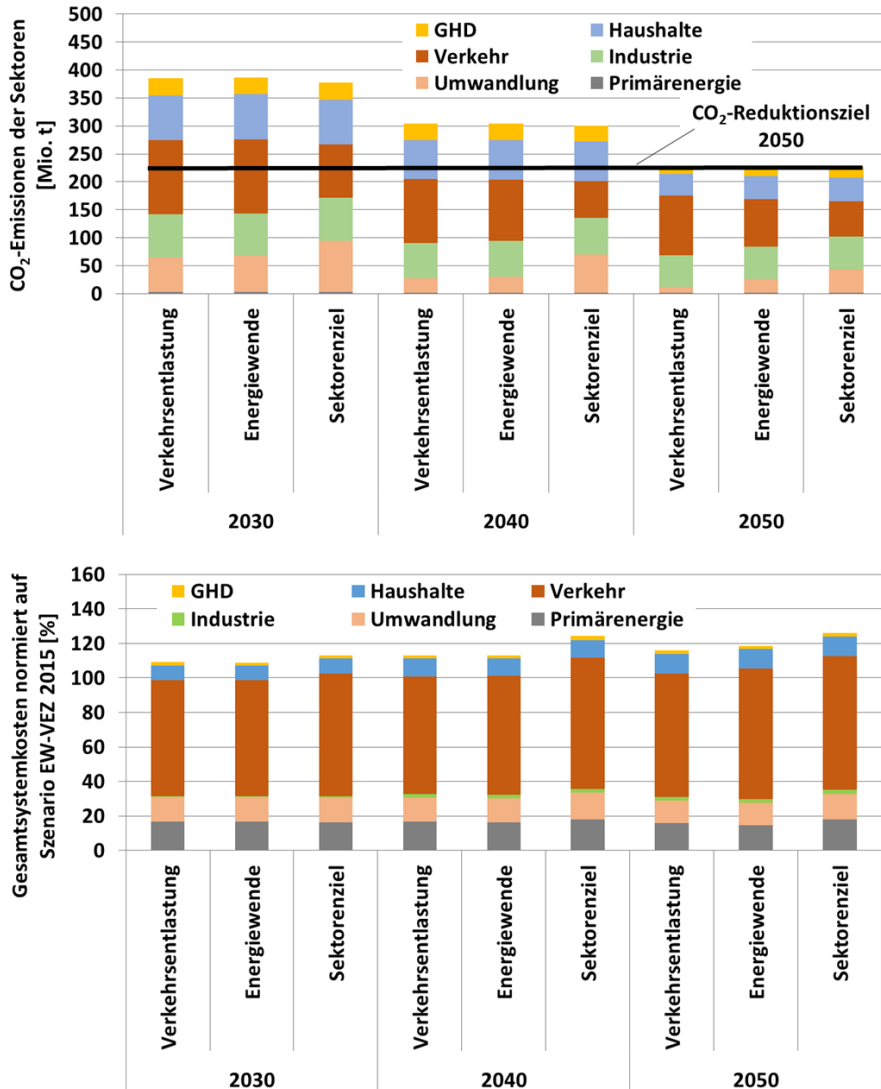 CO₂-Emissionen der Sektoren
[Mio. t]
500
450
400
350
300
250
200
150
100
50
0
GHD
Haushalte
Verkehr
Industrie
Umwandlung
Primärenergie
CO₂-Reduktionsziel
2050
Verkehrsentlastung
Energiewende
Sektorenziel
Verkehrsentlastung
Energiewende
Sektorenziel
Verkehrsentlastung
Energiewende
Sektorenziel
2030
2040
2050
Gesamtsystemkosten normiert auf
Szenario EW-VEZ 2015 [%]
160
140
120
100
80
60
40
20
0
GHD
Haushalte
Verkehr
Industrie
Umwandlung
Primärenergie
Verkehrsentlastung
Energiewende
Sektorenziel
Verkehrsentlastung
Energiewende
Sektorenziel
Verkehrsentlastung
Energiewende
Sektorenziel
2030
2040
2050